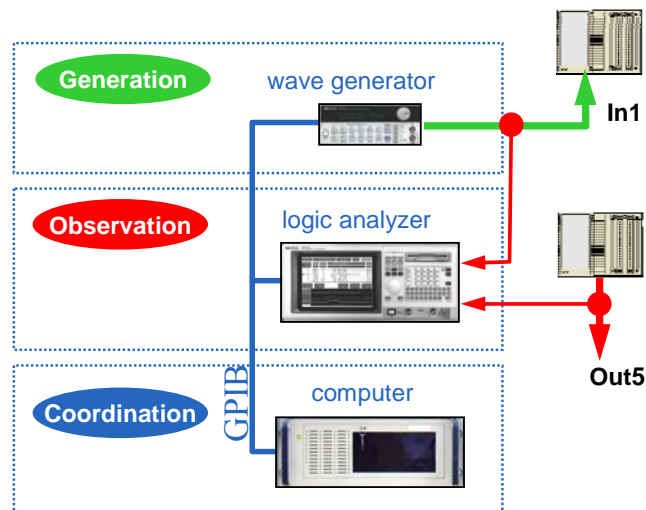 Generation
wave generator
In1
Observation
logic analyzer
Out5
GPIB
Coordination
computer